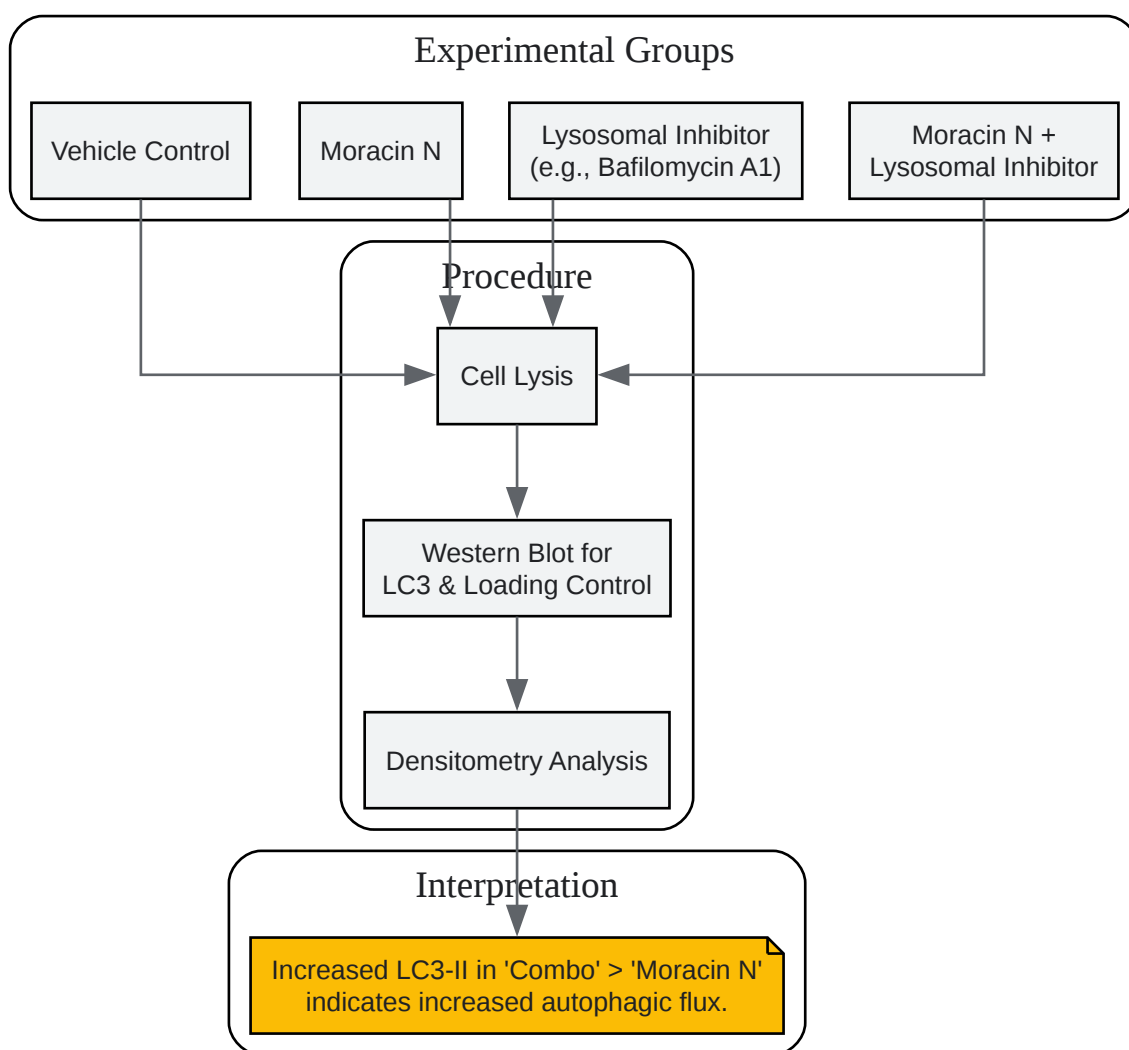 Experimental Groups
Vehicle Control
Moracin N
Lysosomal Inhibitor
(e.g., Bafilomycin A1)
Moracin N +
Lysosomal Inhibitor
Procedure
Cell Lysis
Western Blot for
LC3 & Loading Control
Densitometry Analysis
Interpretation
Increased LC3-II in 'Combo' > 'Moracin N'
indicates increased autophagic flux.